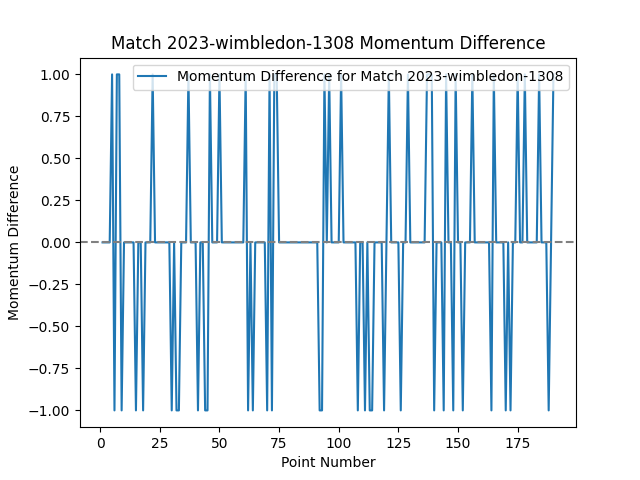 Match 2023-wimbledon-1308 Momentum Difference
Momentum Difference for Match 2023-wimbledon-1308
1.00
0.75
0.50
0.25
0.00
−0.25
−0.50
−0.75
−1.00
Momentum Difference
0 25 50 75 100 125 150 175
Point Number